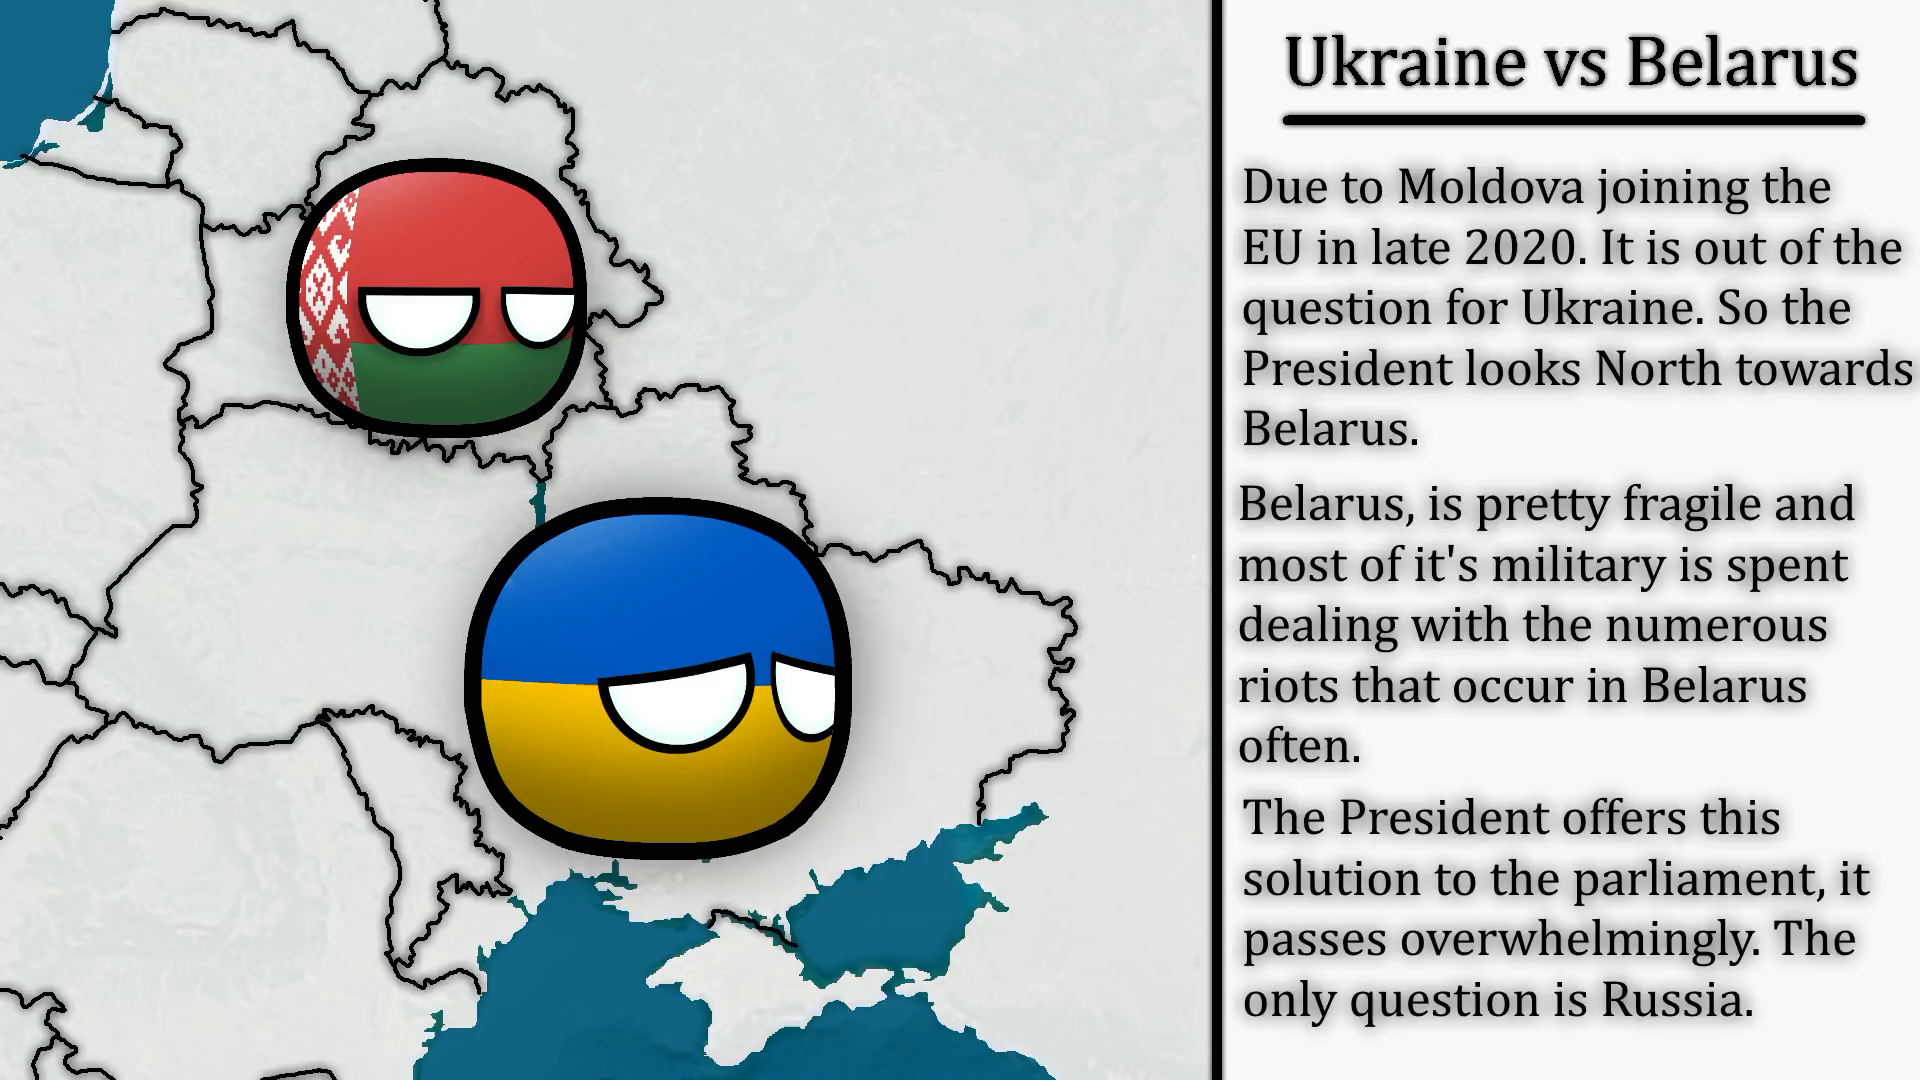 Ukraine vs Belarus
Due to Moldova joining the
EU in late 2020. It is out of the
question for Ukraine. So the
President looks North towards
Belarus.
Belarus, is pretty fragile and
most of it's military is spent
dealing with the numerous
riots that occur in Belarus
often.
The President offers this
solution to the parliament, it
passes overwhelmingly. The
only question is Russia.